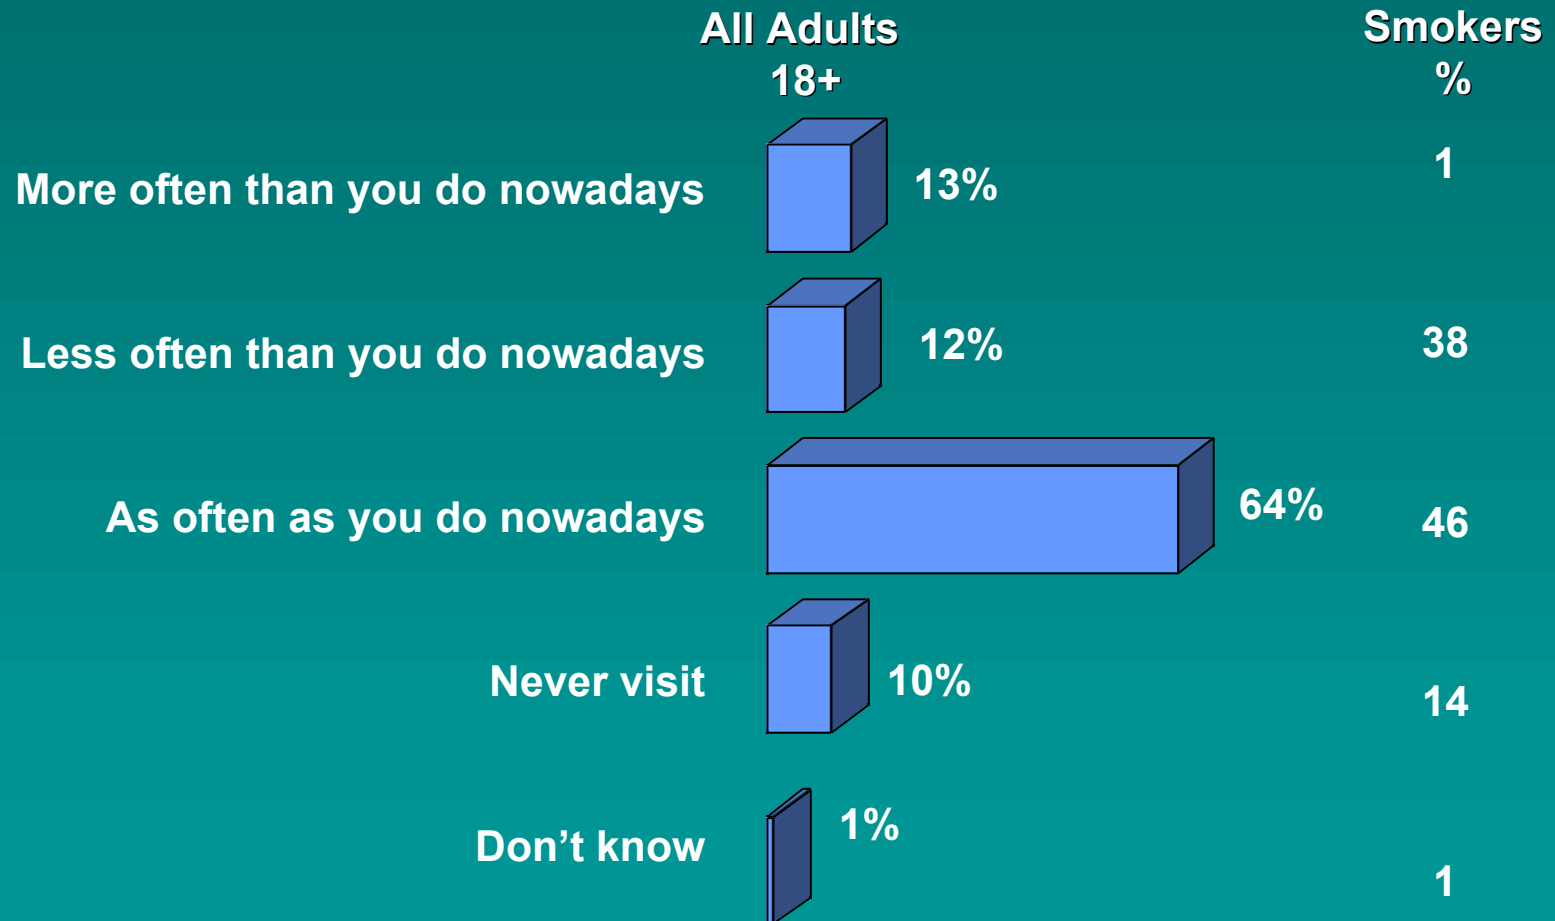 All Adults Smokers
18+ %
More often than you do nowadays 13% 1
Less often than you do nowadays 12% 38
As often as you do nowadays 64% 46
Never visit 10% 14
Don’t know 1% 1